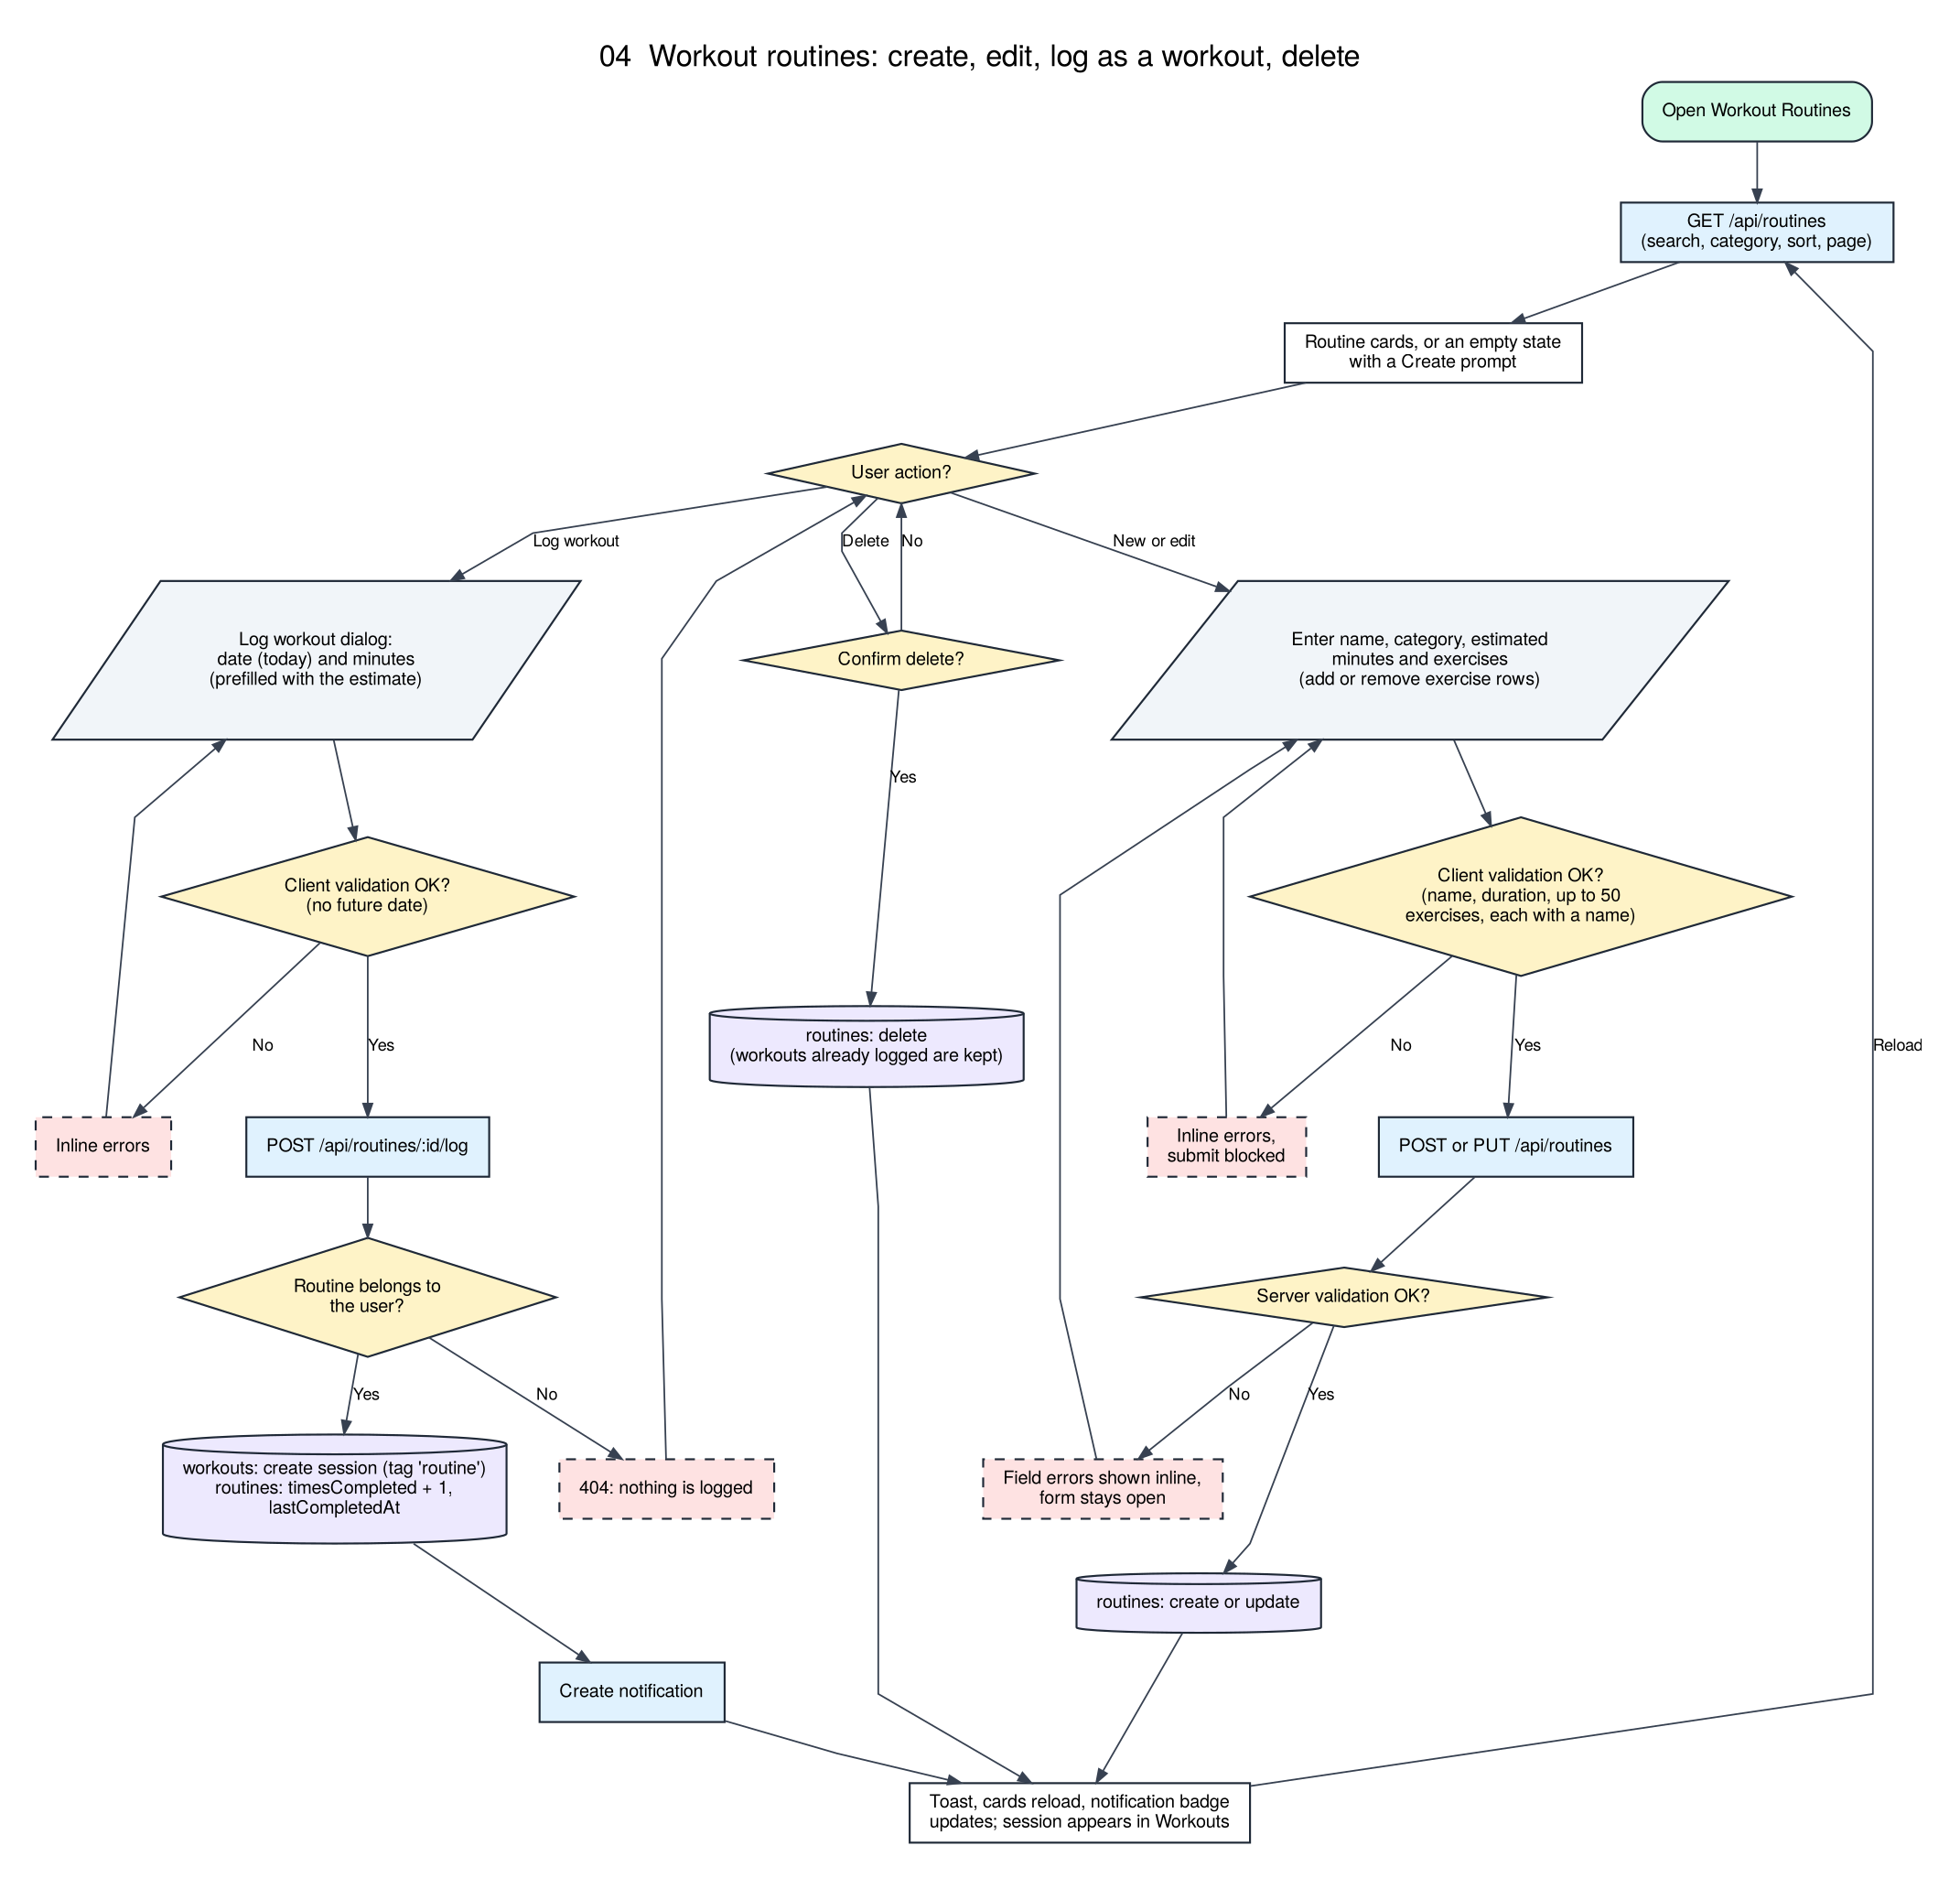 04  Workout routines: create, edit, log as a workout, delete
Open Workout Routines
GET /api/routines
(search, category, sort, page)
Routine cards, or an empty state
with a Create prompt
User action?
Log workout
Delete
No
New or edit
Log workout dialog:
date (today) and minutes
(prefilled with the estimate)
Confirm delete?
Enter name, category, estimated
minutes and exercises
(add or remove exercise rows)
Yes
Client validation OK?
(no future date)
Client validation OK?
(name, duration, up to 50
exercises, each with a name)
No
Yes
routines: delete
(workouts already logged are kept)
No
Yes
Reload
Inline errors
POST /api/routines/:id/log
Inline errors,
submit blocked
POST or PUT /api/routines
Routine belongs to
the user?
Server validation OK?
Yes
No
No
Yes
workouts: create session (tag 'routine')
routines: timesCompleted + 1,
lastCompletedAt
404: nothing is logged
Field errors shown inline,
form stays open
routines: create or update
Create notification
Toast, cards reload, notification badge
updates; session appears in Workouts